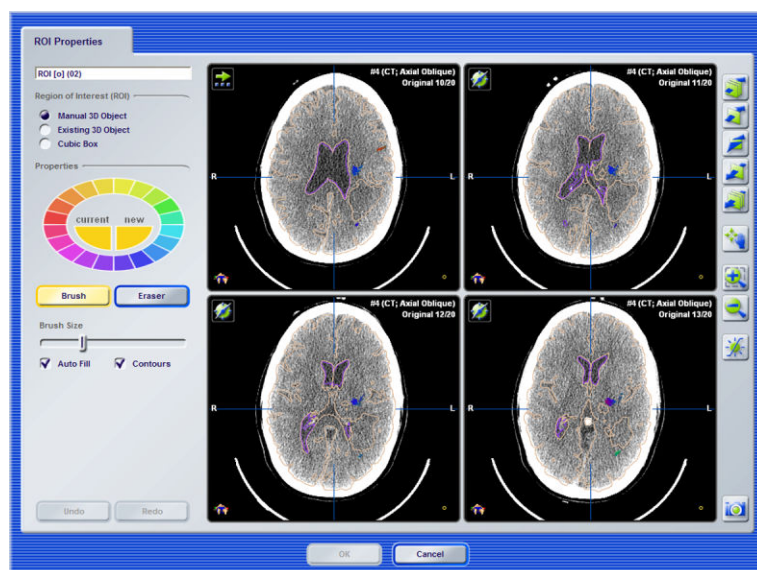 ROI Properties
ROI [o] (02)
Region of Interest (ROI)
Manual 3D Object
Existing 3D Object
Cubic Box
Properties
current new
Brush Eraser
Brush Size
Auto Fill Contours
Undo Redo
#4 (CT; Axial Oblique)
Original 10/20
R L
#4 (CT; Axial Oblique)
Original 11/20
R L
#4 (CT; Axial Oblique)
Original 12/20
R L
#4 (CT; Axial Oblique)
Original 13/20
R L
OK Cancel